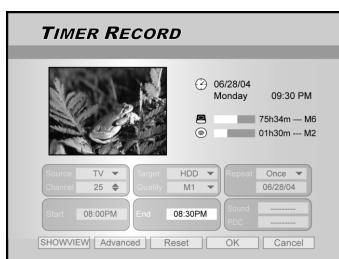 TIMER RECORD
06/28/04
Monday 09:30 PM
75h34m --- M6
01h30m --- M2
Source TV Target HDD Repeat Once
Channel 25 Quality M1 06/28/04
Start 08:00PM End 08:30PM Sound ----------
PDC ----------
SHOWVIEW Advanced Reset OK Cancel